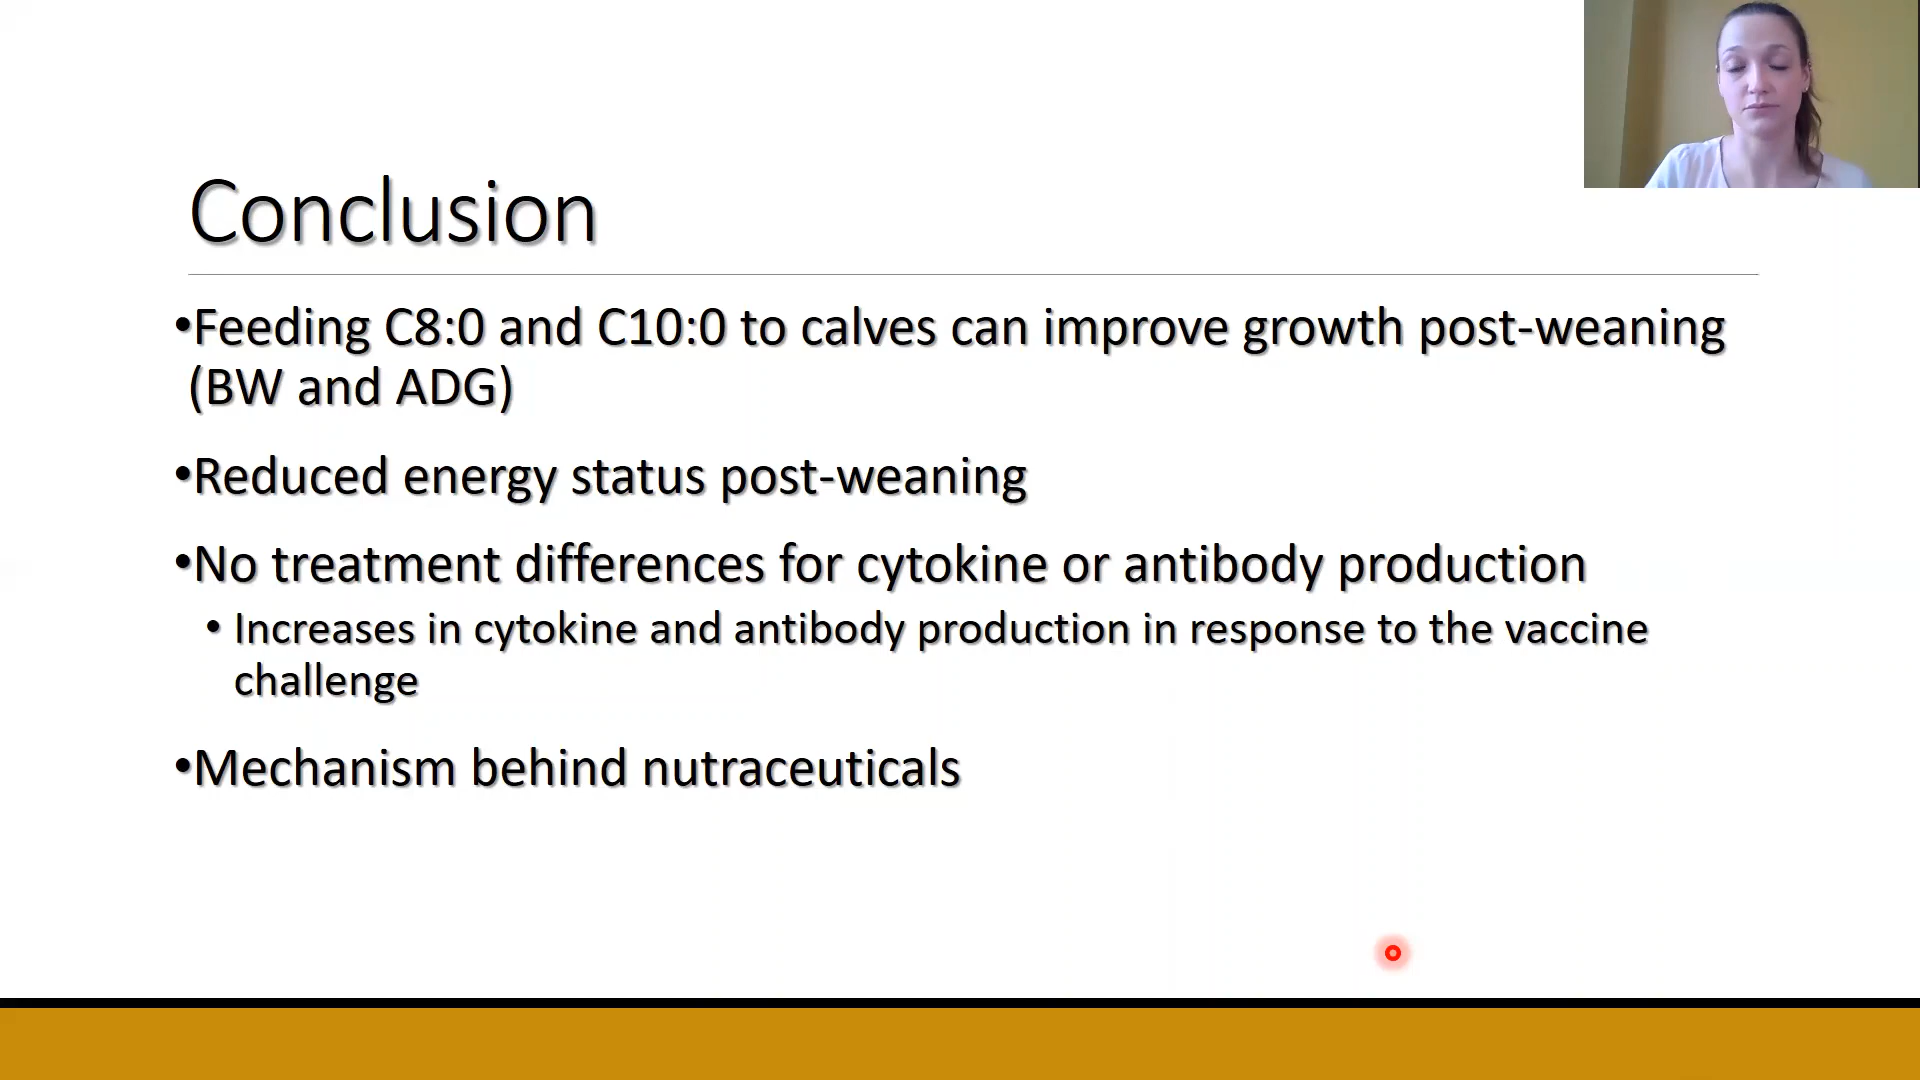 Conclusion
•Feeding C8:0 and C10:0 to calves can improve growth post-weaning
(BW and ADG)
•Reduced energy status post-weaning
•No treatment differences for cytokine or antibody production
• Increases in cytokine and antibody production in response to the vaccine
challenge
•Mechanism behind nutraceuticals